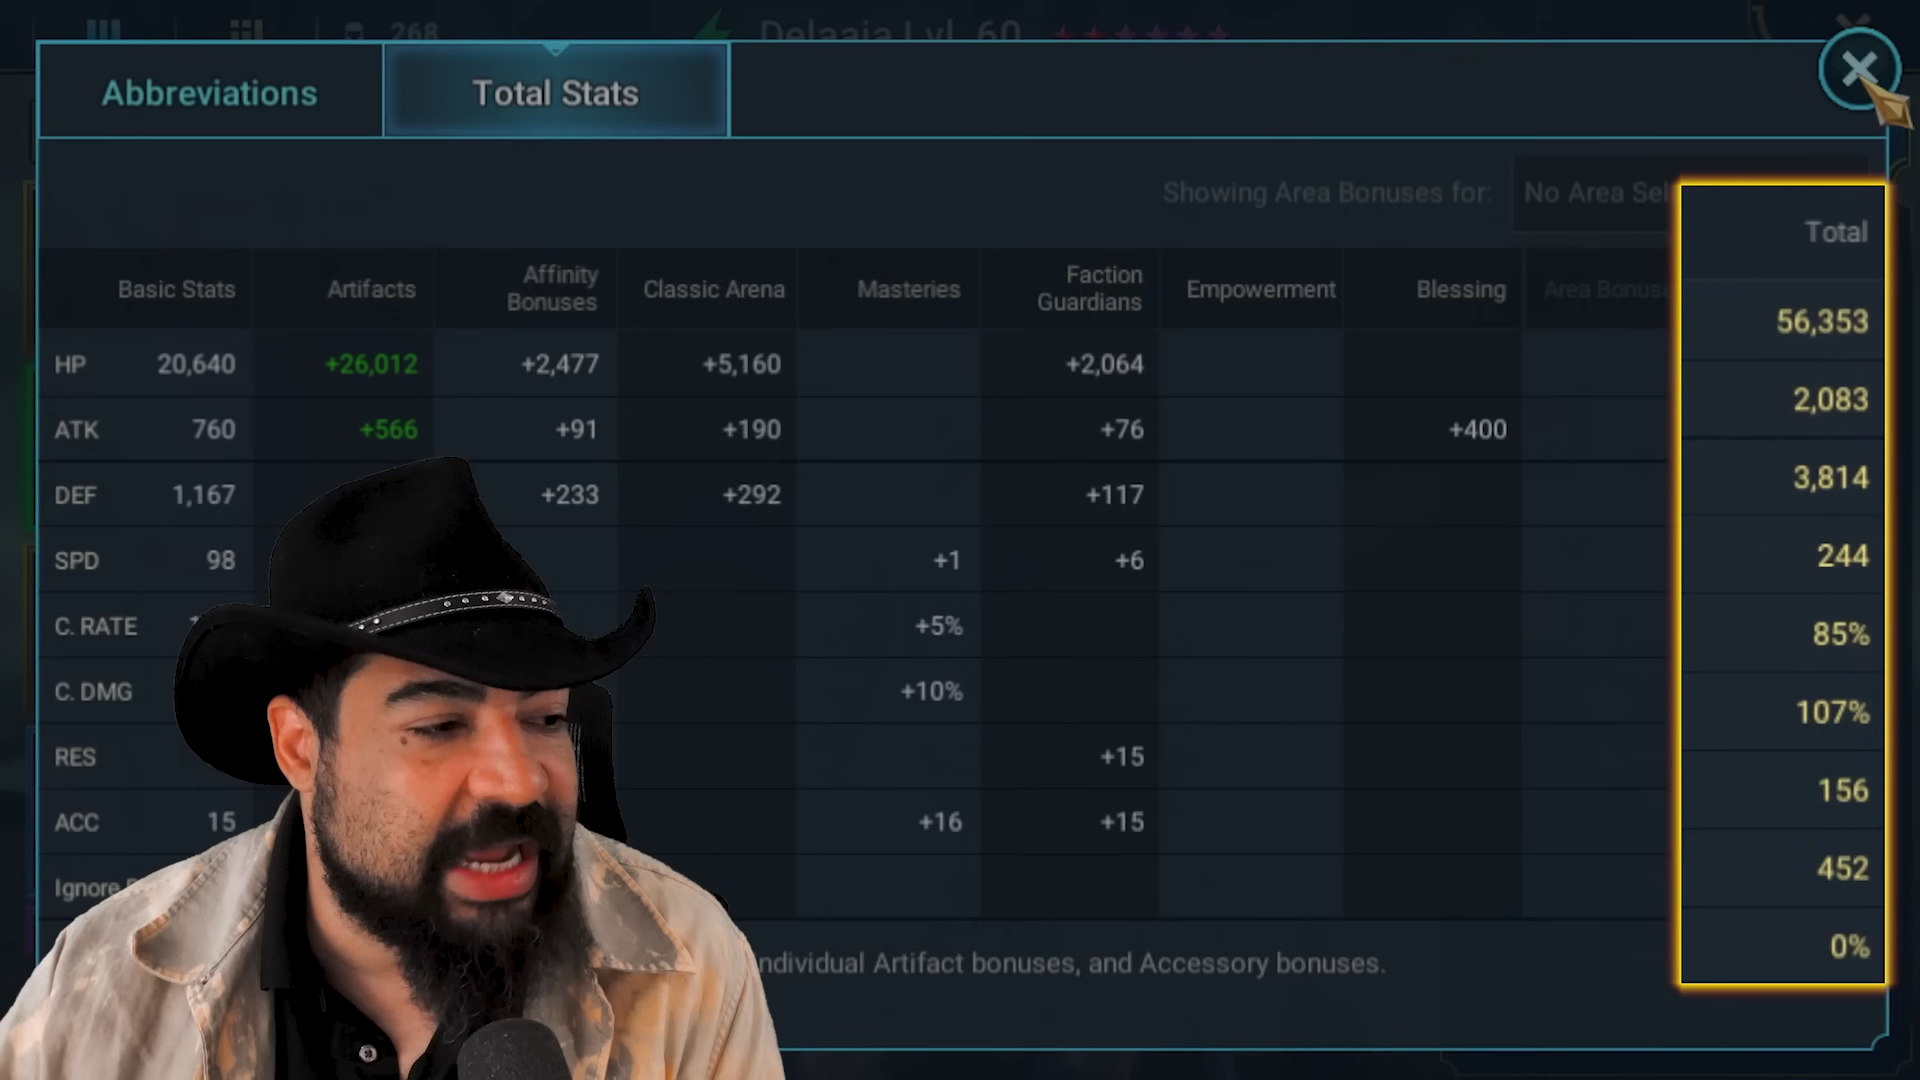 268
Delaaia Lvl. 60
Abbreviations
Total Stats
Showing Area Bonuses for:
No Area Sel
Basic Stats
Artifacts
Affinity Bonuses
Classic Arena
Masteries
Faction Guardians
Empowerment
Blessing
Area Bonuse
Total
HP 20,640 +26,012 +2,477 +5,160 +2,064 56,353
ATK 760 +566 +91 +190 +76 +400 2,083
DEF 1,167 +233 +292 +117 3,814
SPD 98 +1 +6 244
C. RATE +5% 85%
C. DMG +10% 107%
RES +15 156
ACC 15 +16 +15 452
Ignore 0%
ndividual Artifact bonuses, and Accessory bonuses.